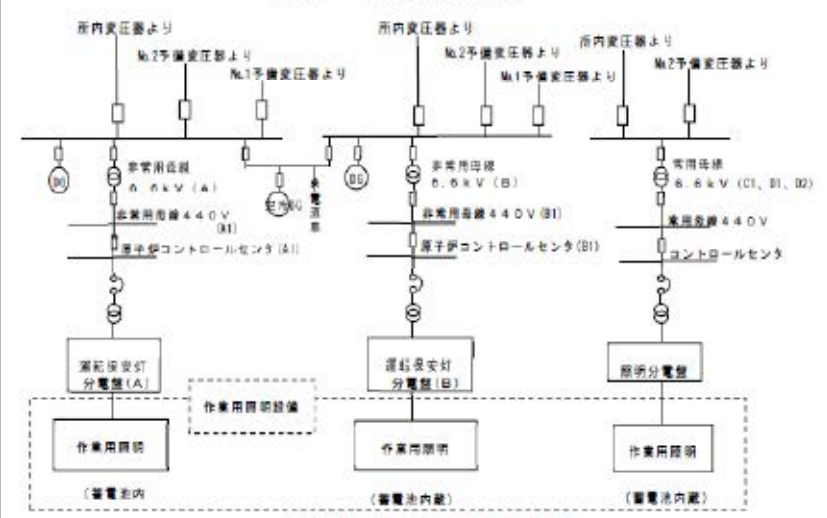 所内変圧器より
No.2予備変圧器より
No.1予備変圧器より
所内変圧器より
No.2予備変圧器より
No.1予備変圧器より
所内変圧器より
No.2予備変圧器より
DG
非常用母線
6.6kV(A)
DG
非常用母線
6.6kV(B)
常用母線
6.6kV(C1、D1、D2)
電源車
非常用母線440V
(A1)
非常用母線440V(B1)
常用母線440V
原子炉コントロールセンタ(A1)
原子炉コントロールセンタ(B1)
コントロールセンタ
運転保安灯
分電盤(A)
運転保安灯
分電盤(B)
照明分電盤
作業用照明設備
作業用照明
作業用照明
作業用照明
(蓄電池内
(蓄電池内蔵)
(蓄電池内蔵)